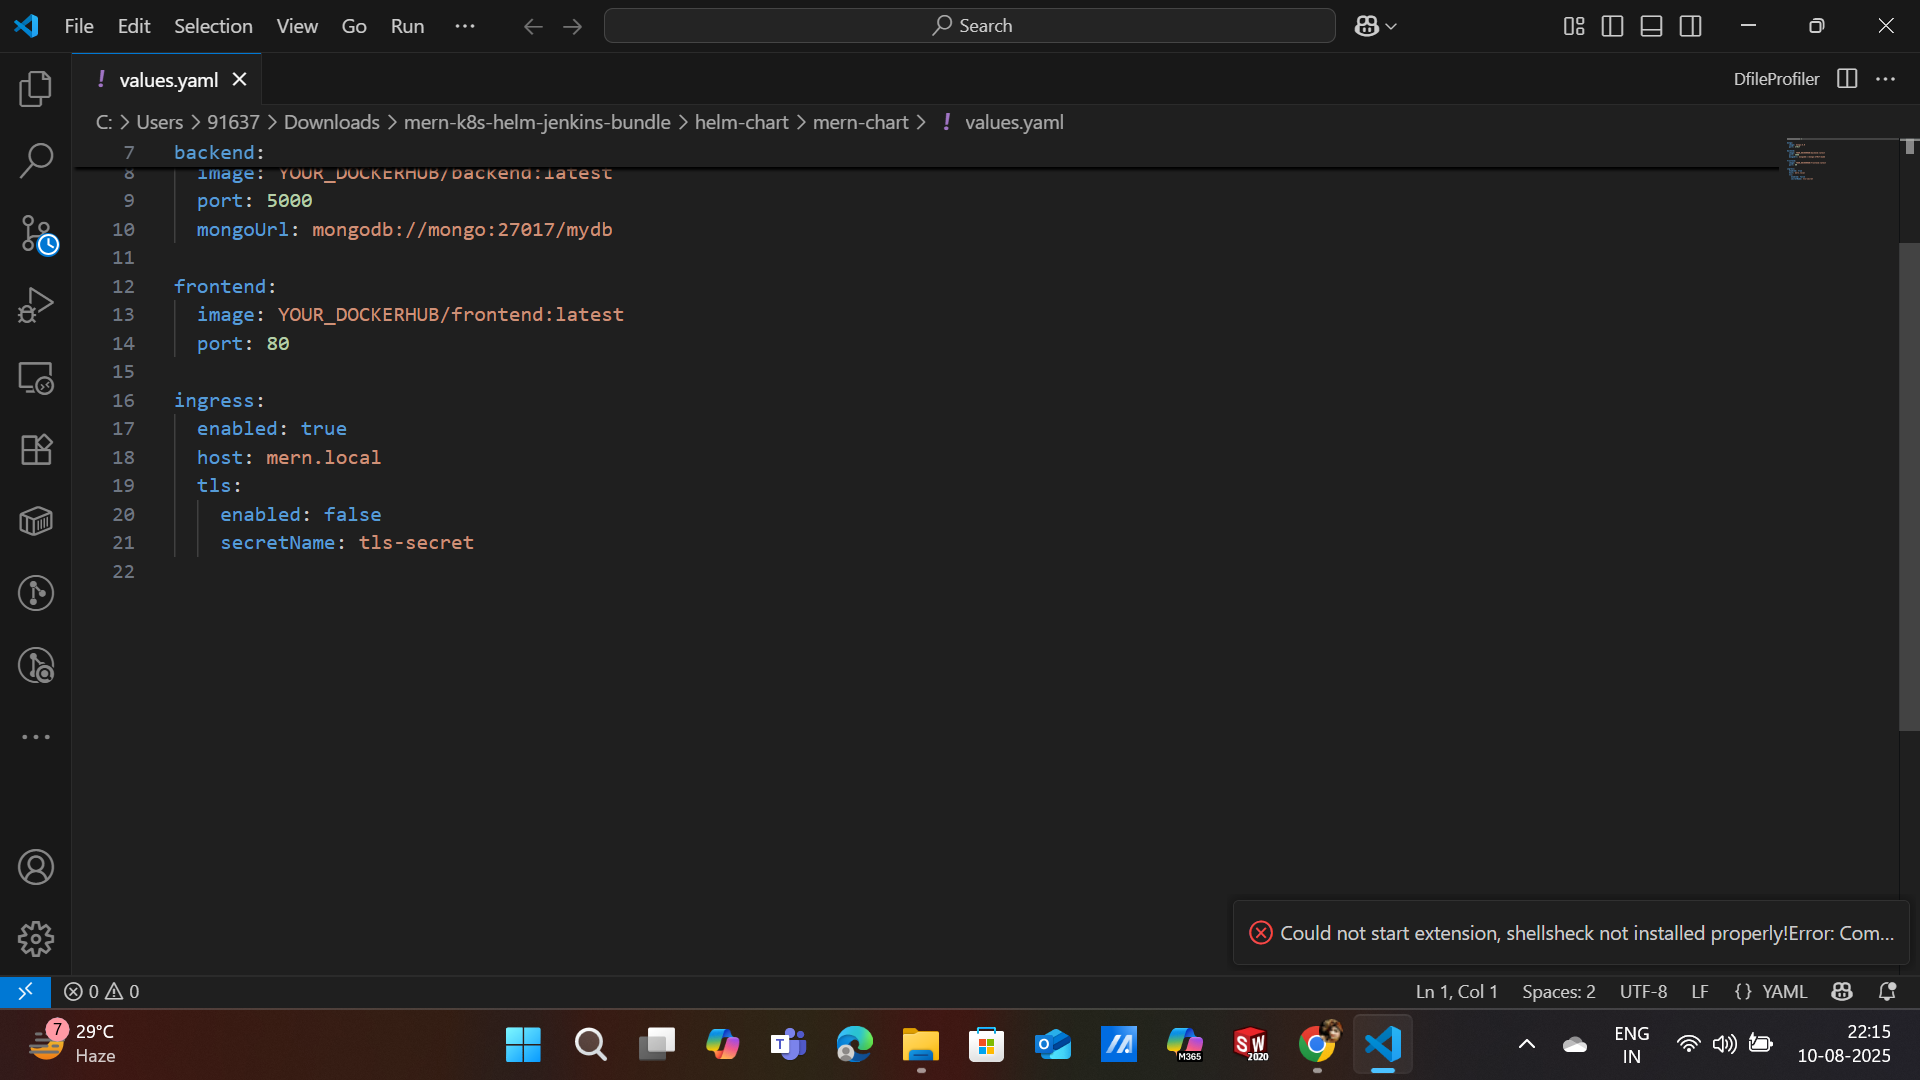 File Edit Selection View Go Run ··· Search
! values.yaml DfileProfiler ···
C: > Users > 91637 > Downloads > mern-k8s-helm-jenkins-bundle > helm-chart > mern-chart > ! values.yaml
7 backend:
8 image: YOUR_DOCKERHUB/backend:latest
9 port: 5000
10 mongoUrl: mongodb://mongo:27017/mydb
11
12 frontend:
13 image: YOUR_DOCKERHUB/frontend:latest
14 port: 80
15
16 ingress:
17 enabled: true
18 host: mern.local
19 tls:
20 enabled: false
21 secretName: tls-secret
22
Could not start extension, shellsheck not installed properly!Error: Com...
0 0 Ln 1, Col 1 Spaces: 2 UTF-8 LF {} YAML
7 29°C
Haze
T
M365
SW
2020
ENG
IN
22:15
10-08-2025